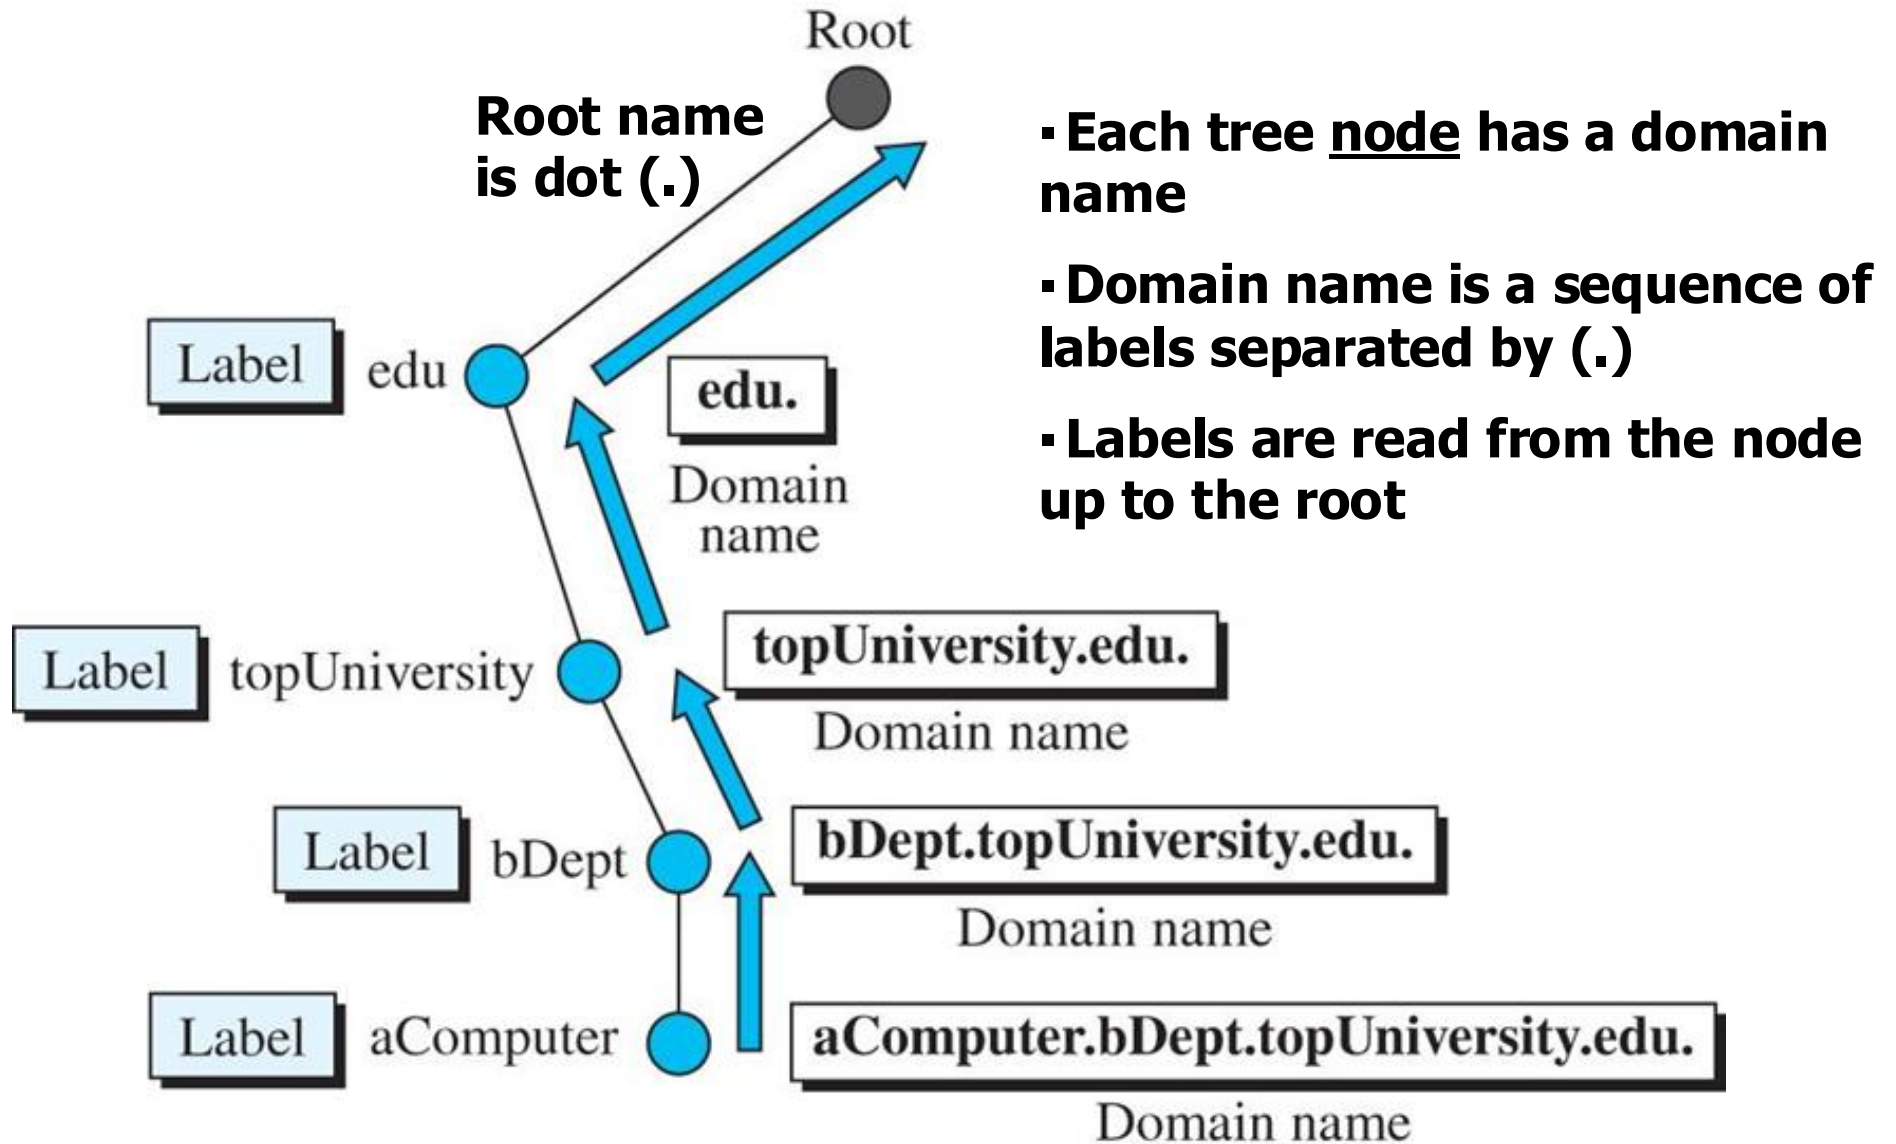 Root
Root name
is dot (.)
▪ Each tree node has a domain
name
▪ Domain name is a sequence of
labels separated by (.)
▪ Labels are read from the node
up to the root
Label
edu
edu.
Domain
name
Label
topUniversity
topUniversity.edu.
Domain name
Label
bDept
bDept.topUniversity.edu.
Domain name
Label
aComputer
aComputer.bDept.topUniversity.edu.
Domain name